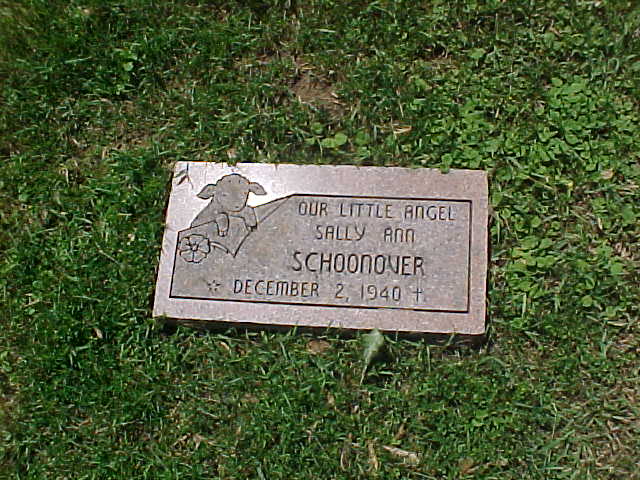 OUR LITTLE ANGEL
SALLY ANN
SCHOONOVER
* DECEMBER 2, 1940 †